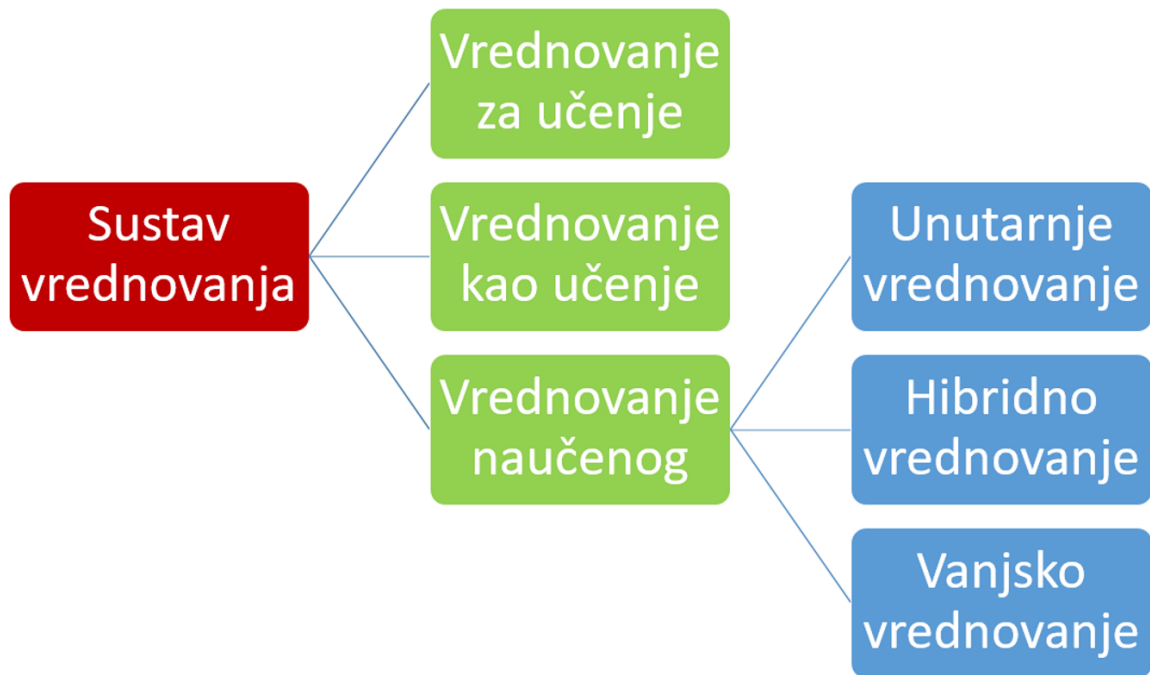 Sustav
vrednovanja
Vrednovanje
za učenje
Vrednovanje
kao učenje
Vrednovanje
naučenog
Unutarnje
vrednovanje
Hibridno
vrednovanje
Vanjsko
vrednovanje